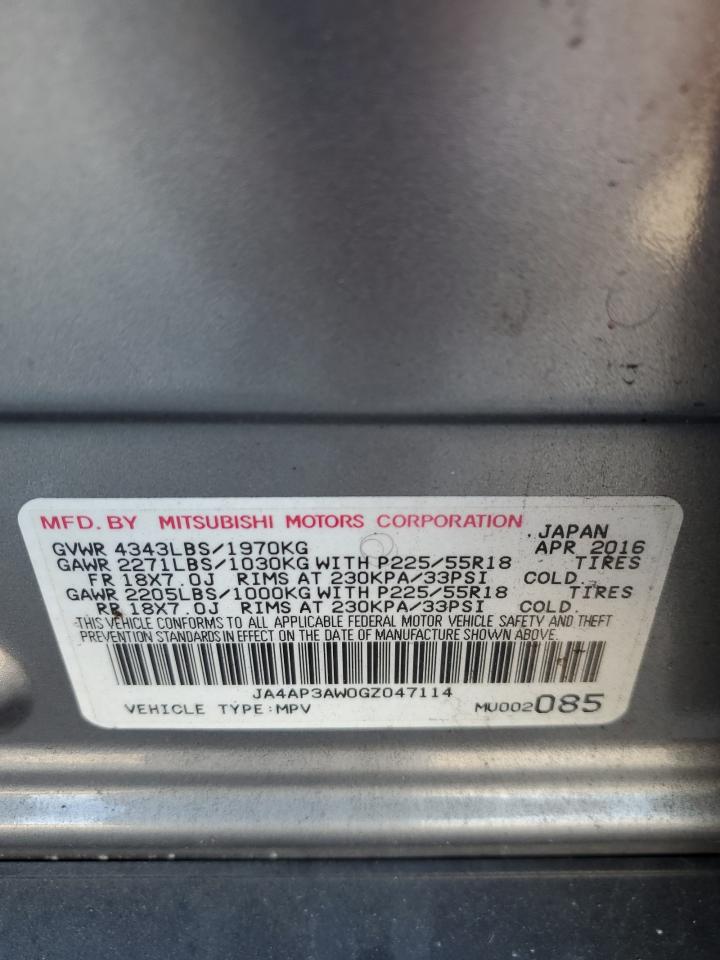 MFD. BY MITSUBISHI MOTORS CORPORATION JAPAN
GVWR 4343LBS/1970KG APR 2016
GAWR 2271LBS/1030KG WITH P225/55R18 TIRES
FR 18X7.0J RIMS AT 230KPA/33PSI COLD.
GAWR 2205LBS/1000KG WITH P225/55R18 TIRES
RR 18X7.0J RIMS AT 230KPA/33PSI COLD.
THIS VEHICLE CONFORMS TO ALL APPLICABLE FEDERAL MOTOR VEHICLE SAFETY AND THEFT
PREVENTION STANDARDS IN EFFECT ON THE DATE OF MANUFACTURE SHOWN ABOVE.
JA4AP3AW0GZ047114
VEHICLE TYPE:MPV MU002085